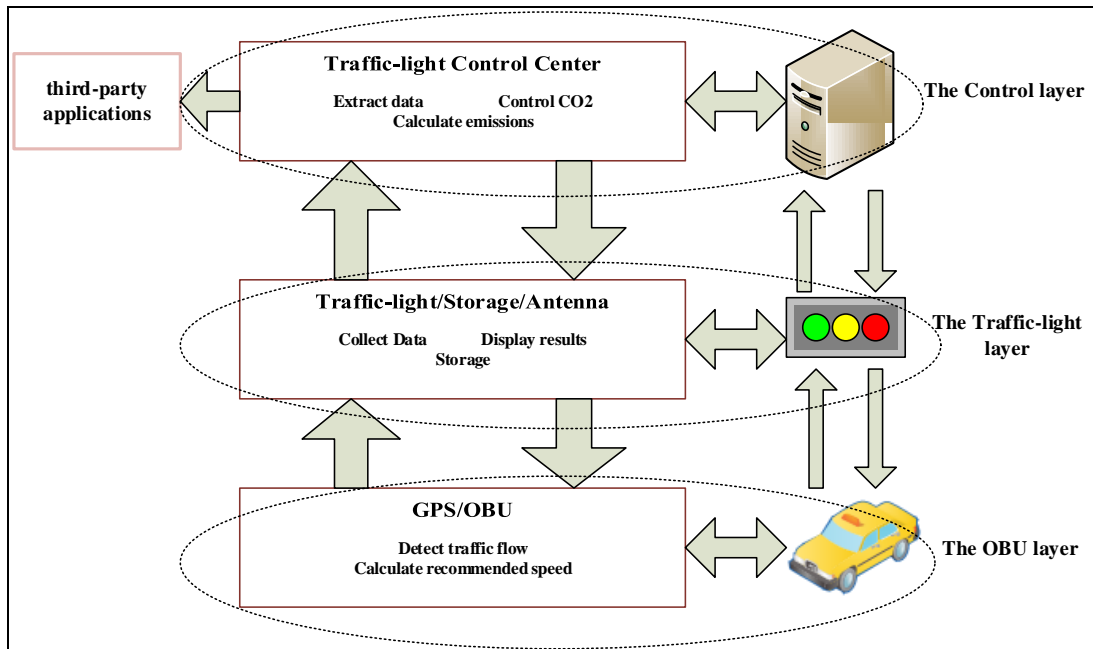 third-party
applications
Traffic-light Control Center
Extract data Control CO2
Calculate emissions
The Control layer
Traffic-light/Storage/Antenna
Collect Data Display results
Storage
The Traffic-light
layer
GPS/OBU
Detect traffic flow
Calculate recommended speed
The OBU layer